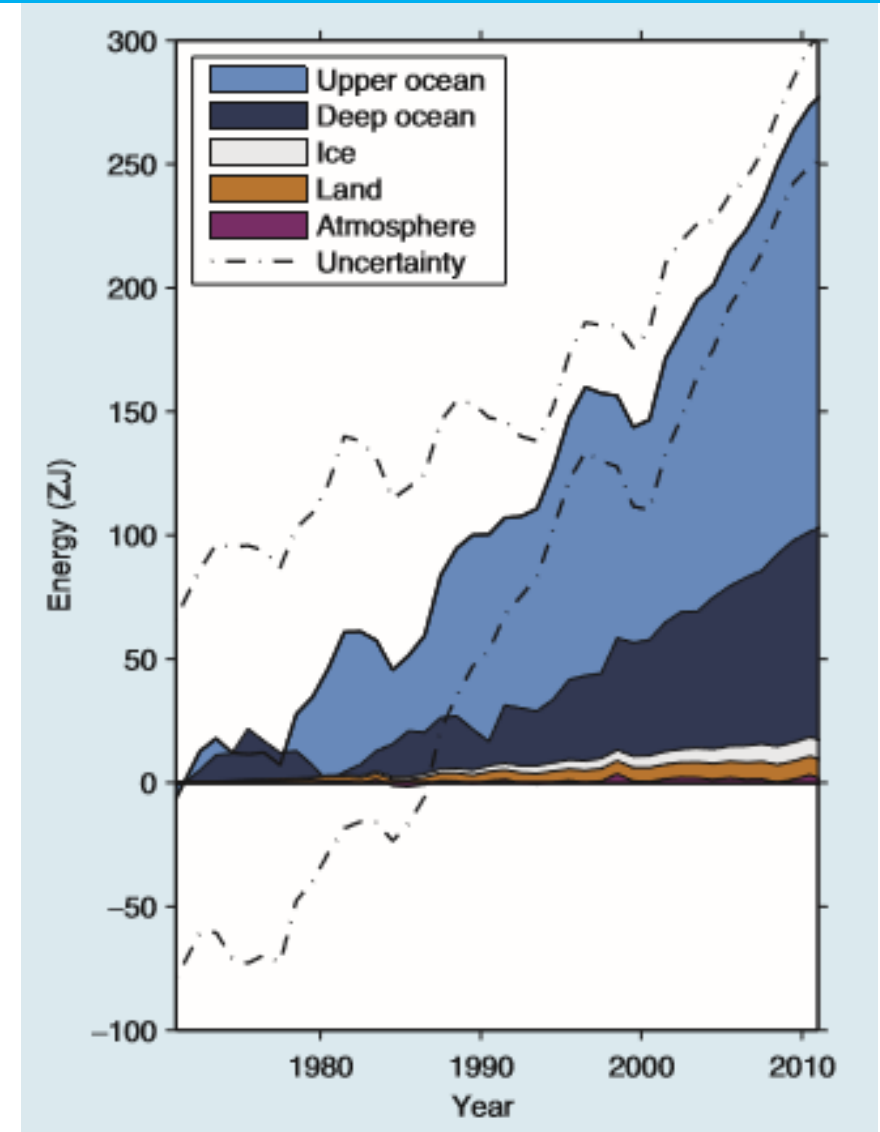 300
250
200
150
100
50
0
−50
−100
Energy (ZJ)
Upper ocean
Deep ocean
Ice
Land
Atmosphere
Uncertainty
1980
1990
2000
2010
Year